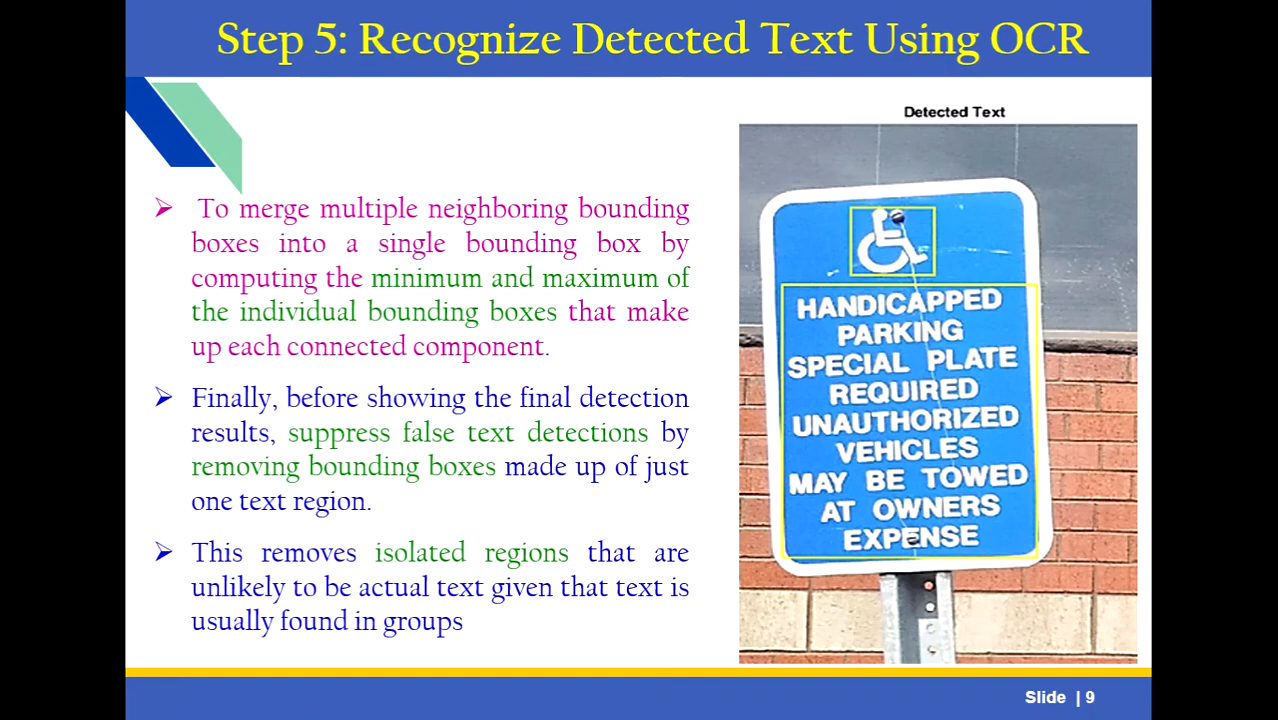 Step 5: Recognize Detected Text Using OCR
➢ To merge multiple neighboring bounding
boxes into a single bounding box by
computing the minimum and maximum of
the individual bounding boxes that make
up each connected component.
➢ Finally, before showing the final detection
results, suppress false text detections by
removing bounding boxes made up of just
one text region.
➢ This removes isolated regions that are
unlikely to be actual text given that text is
usually found in groups
Detected Text
HANDICAPPED
PARKING
SPECIAL PLATE
REQUIRED
UNAUTHORIZED
VEHICLES
MAY BE TOWED
AT OWNERS
EXPENSE
Slide | 9